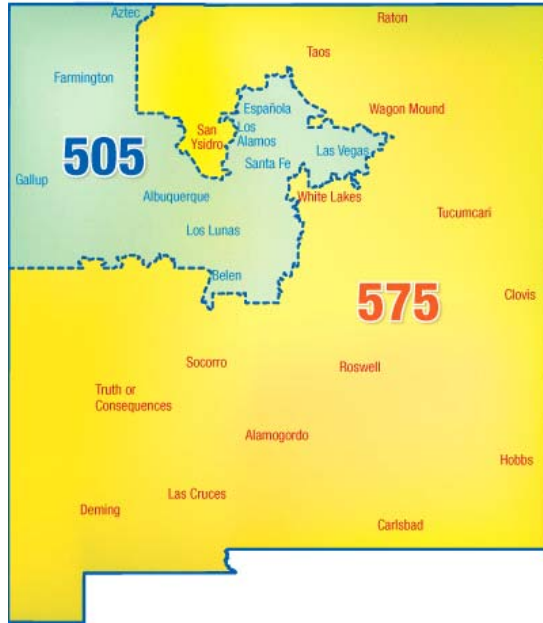 Aztec
Raton
Taos
Farmington
Española
Wagon Mound
San
Ysidro
Los
Alamos
505
Las Vegas
Santa Fe
Gallup
Albuquerque
White Lakes
Tucumcari
Los Lunas
Belen
575
Clovis
Socorro
Roswell
Truth or
Consequences
Alamogordo
Hobbs
Las Cruces
Deming
Carlsbad